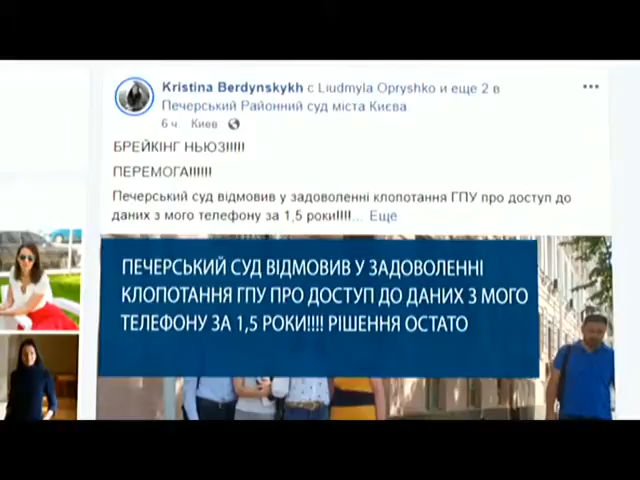 Kristina Berdynskykh с Liudmyla Opryshko и еще 2 в
Печерський Районний суд міста Києва
6 ч Киев
БРЕЙКІНГ НЬЮЗ!!!!!
ПЕРЕМОГА!!!!!!
Печерський суд відмовив у задоволенні клопотання ГПУ про доступ до
даних з мого телефону за 1,5 роки!!!!... Ещё
ПЕЧЕРСЬКИЙ СУД ВІДМОВИВ У ЗАДОВОЛЕННІ
КЛОПОТАННЯ ГПУ ПРО ДОСТУП ДО ДАНИХ З МОГО
ТЕЛЕФОНУ ЗА 1,5 РОКИ!!!! РІШЕННЯ ОСТАТО